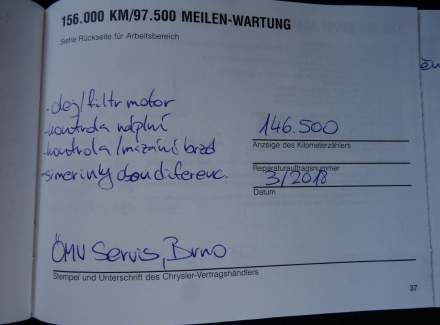 156.000 KM/97.500 MEILEN-WARTUNG
Siehe Rückseite für Arbeitsbereich
-olej/filtr motor
-kontrola náplní
-kontrola/mazání brzd
-simerinky diferenc.
146.500
Anzeige des Kilometerzählers
Reparaturauftragsnummer
3/2018
Datum
ÖMV Servis, Brno
Stempel und Unterschrift des Chrysler-Vertragshändlers
37